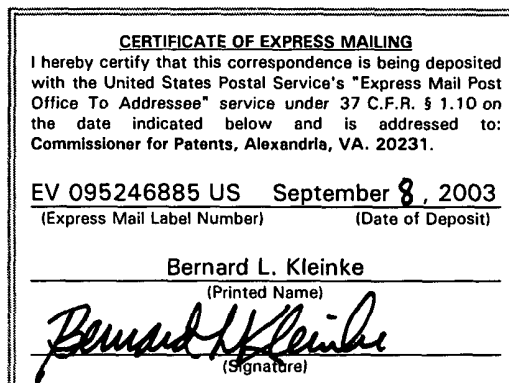 CERTIFICATE OF EXPRESS MAILING
I hereby certify that this correspondence is being deposited
with the United States Postal Service's "Express Mail Post
Office To Addressee" service under 37 C.F.R. § 1.10 on
the date indicated below and is addressed to:
Commissioner for Patents, Alexandria, VA. 20231.
EV 095246885 US September 8, 2003
(Express Mail Label Number) (Date of Deposit)
Bernard L. Kleinke
(Printed Name)
Bernard L Kleinke
(Signature)